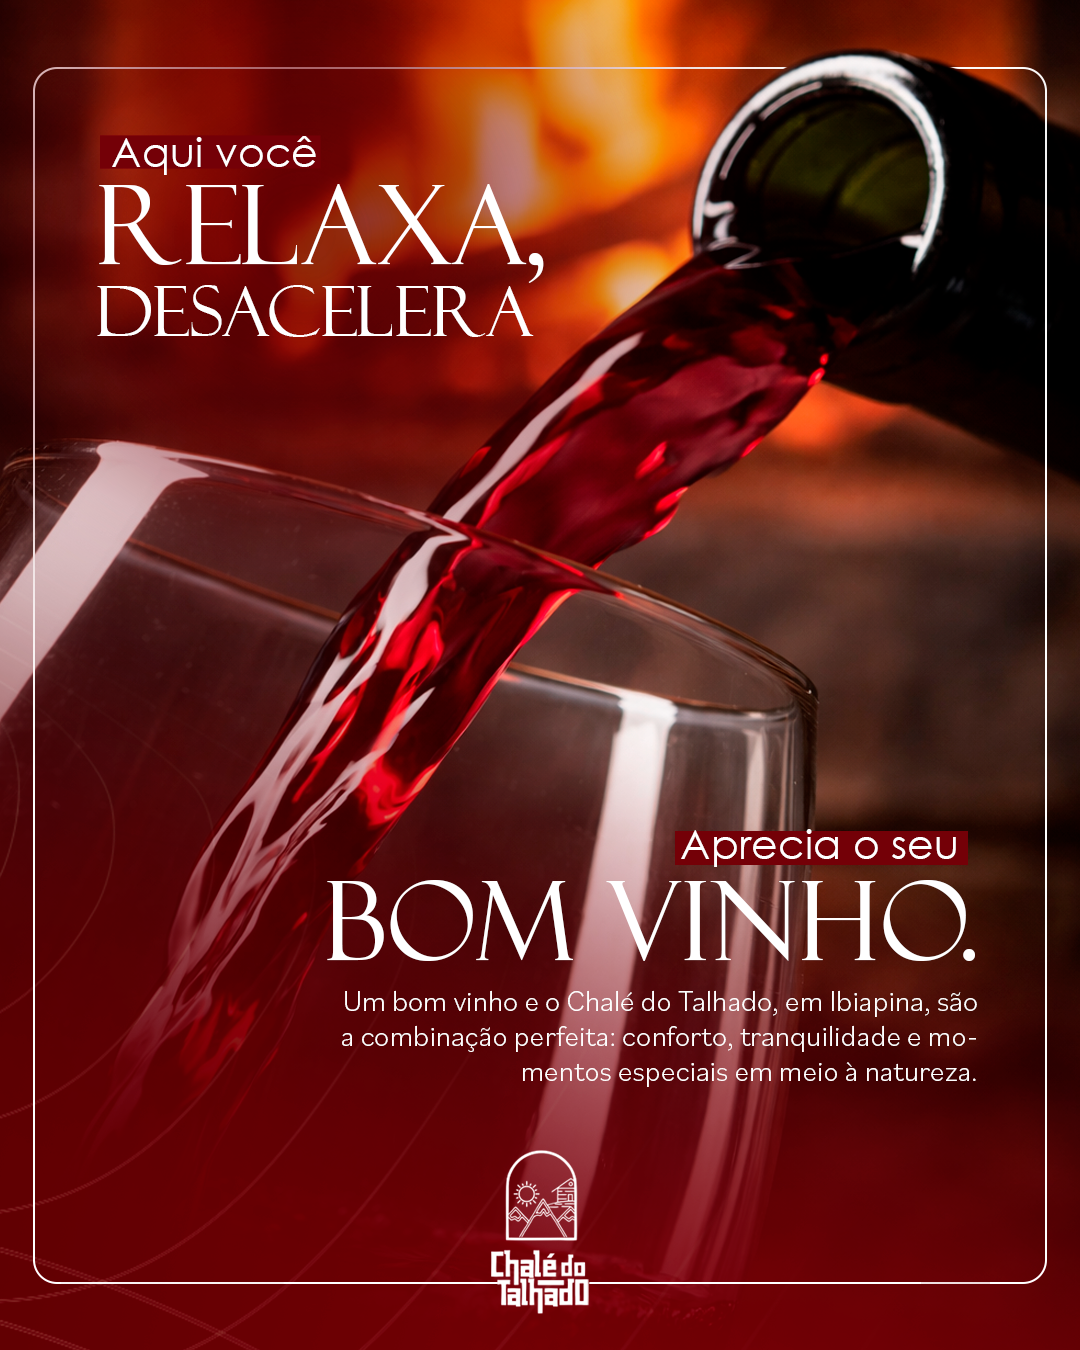 Aqui você
RELAXA,
DESACELERA
Aprecia o seu
BOM VINHO.
Um bom vinho e o Chalé do Talhado, em Ibiapina, são
a combinação perfeita: conforto, tranquilidade e mo-
mentos especiais em meio à natureza.
Chalé do
Talhado